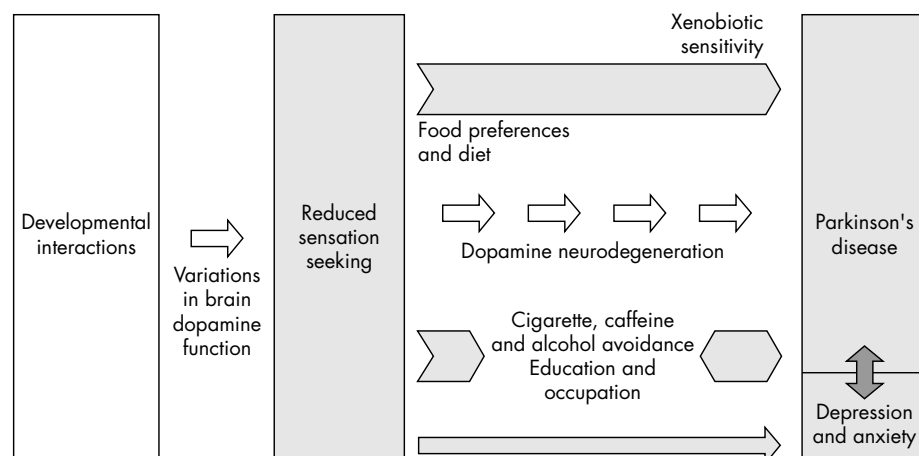 Developmental
interactions
Variations
in brain
dopamine
function
Reduced
sensation
seeking
Xenobiotic
sensitivity
Food preferences
and diet
Dopamine neurodegeneration
Cigarette, caffeine
and alcohol avoidance
Education and
occupation
Parkinson's
disease
Depression
and anxiety